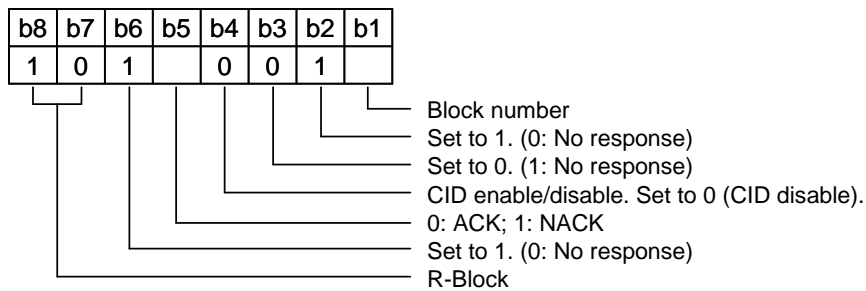 b8 b7 b6 b5 b4 b3 b2 b1
1 0 1 0 0 1
Block number
Set to 1. (0: No response)
Set to 0. (1: No response)
CID enable/disable. Set to 0 (CID disable).
0: ACK; 1: NACK
Set to 1. (0: No response)
R-Block